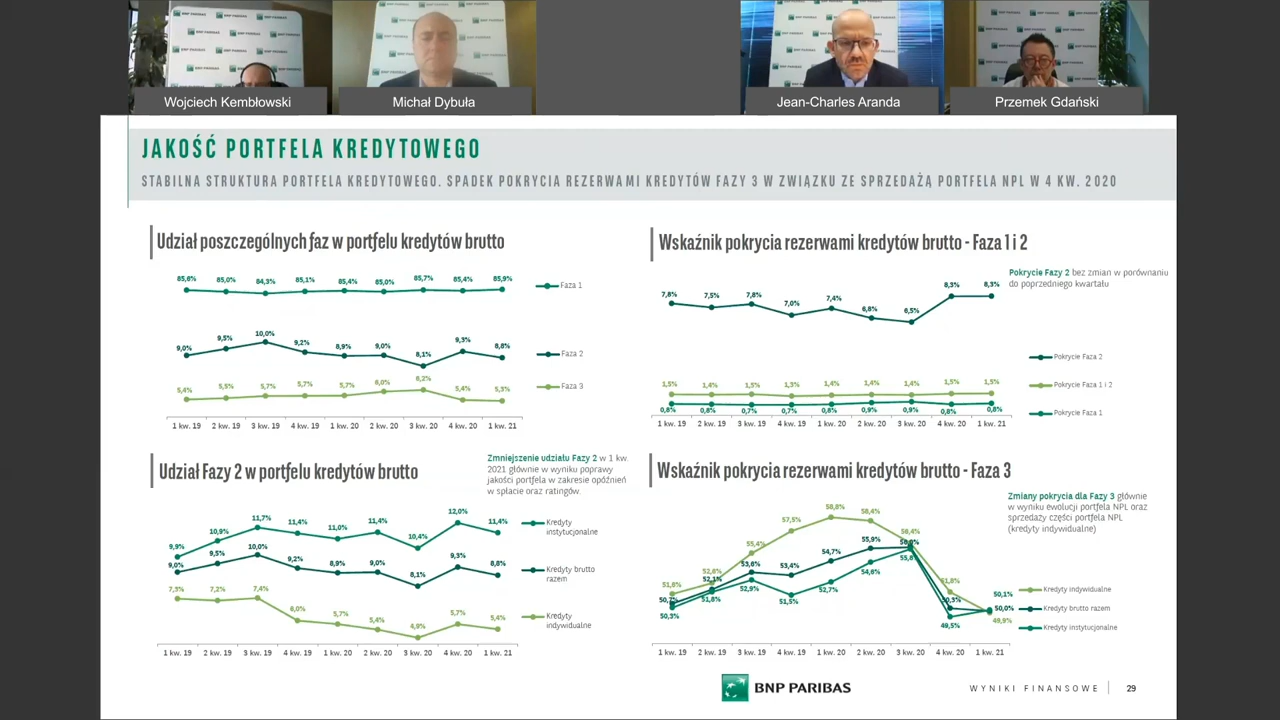 Wojciech Kembłowski
Michał Dybuła
Jean-Charles Aranda
Przemek Gdański
JAKOŚĆ PORTFELA KREDYTOWEGO
STABILNA STRUKTURA PORTFELA KREDYTOWEGO. SPADEK POKRYCIA REZERWAMI KREDYTÓW FAZY 3 W ZWIĄZKU ZE SPRZEDAŻĄ PORTFELA NPL W 4 KW. 2020
Udział poszczególnych faz w portfelu kredytów brutto
85,6% 85,0% 84,3% 85,1% 85,4% 85,0% 85,7% 85,4% 85,9%
Faza 1
9,0% 9,5% 10,0% 9,2% 8,9% 9,0% 8,1% 9,3% 8,8%
Faza 2
5,4% 5,5% 5,7% 5,7% 5,7% 6,0% 6,2% 5,4% 5,3%
Faza 3
1 kw. 19 2 kw. 19 3 kw. 19 4 kw. 19 1 kw. 20 2 kw. 20 3 kw. 20 4 kw. 20 1 kw. 21
Wskaźnik pokrycia rezerwami kredytów brutto - Faza 1 i 2
Pokrycie Fazy 2 bez zmian w porównaniu
do poprzedniego kwartału
7,8% 7,5% 7,8% 7,0% 7,4% 6,8% 6,5% 8,3% 8,3%
Pokrycie Faza 2
1,5% 1,4% 1,5% 1,3% 1,4% 1,4% 1,4% 1,5% 1,5%
Pokrycie Faza 1 i 2
0,8% 0,8% 0,7% 0,7% 0,8% 0,9% 0,9% 0,8% 0,8%
Pokrycie Faza 1
1 kw. 19 2 kw. 19 3 kw. 19 4 kw. 19 1 kw. 20 2 kw. 20 3 kw. 20 4 kw. 20 1 kw. 21
Udział Fazy 2 w portfelu kredytów brutto
Zmniejszenie udziału Fazy 2 w 1 kw.
2021 głównie w wyniku poprawy
jakości portfela w zakresie opóźnień
w spłacie oraz ratingów
9,9% 10,9% 11,7% 11,4% 11,0% 11,4% 10,4% 12,0% 11,4%
Kredyty
instytucjonalne
9,0% 9,5% 10,0% 9,2% 8,9% 9,0% 8,1% 9,3% 8,8%
Kredyty brutto
razem
7,3% 7,2% 7,4% 6,0% 5,7% 5,4% 4,9% 5,7% 5,4%
Kredyty
indywidualne
1 kw. 19 2 kw. 19 3 kw. 19 4 kw. 19 1 kw. 20 2 kw. 20 3 kw. 20 4 kw. 20 1 kw. 21
Wskaźnik pokrycia rezerwami kredytów brutto - Faza 3
Zmiany pokrycia dla Fazy 3 głównie
w wyniku ewolucji portfela NPL oraz
sprzedaży części portfela NPL
(kredyty indywidualne)
51,6% 52,6% 55,4% 57,5% 58,8% 58,4% 56,4% 51,8% 49,9%
Kredyty indywidualne
52,1% 53,6% 53,4% 54,7% 55,9% 50,3% 50,0%
Kredyty brutto razem
50,3% 51,8% 52,9% 51,5% 52,7% 54,6% 55,8% 49,5% 50,1%
Kredyty instytucjonalne
1 kw. 19 2 kw. 19 3 kw. 19 4 kw. 19 1 kw. 20 2 kw. 20 3 kw. 20 4 kw. 20 1 kw. 21
BNP PARIBAS
WYNIKI FINANSOWE
29